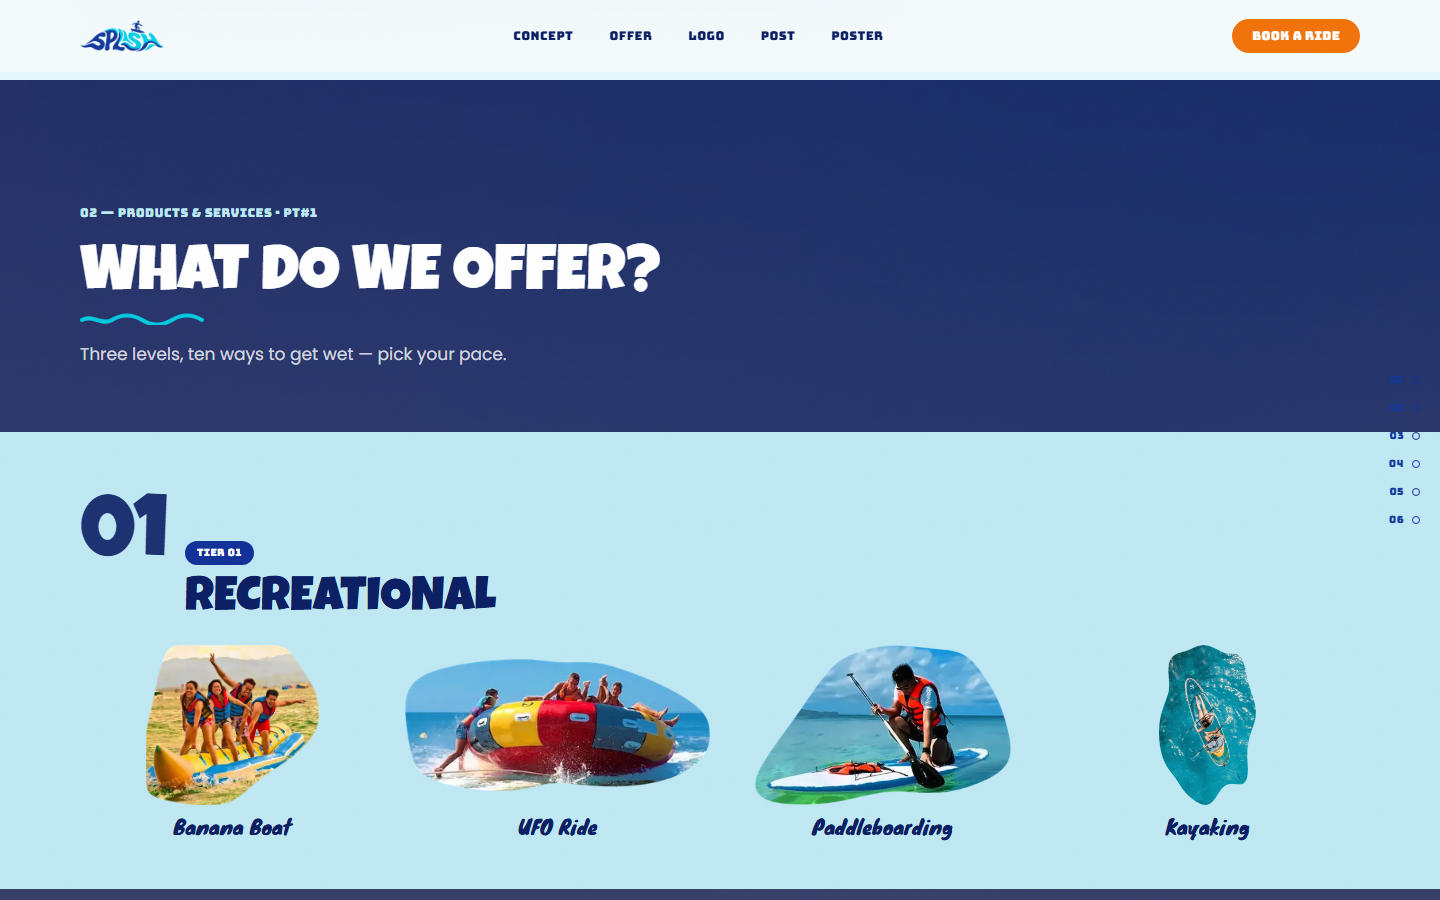 SPLASH
CONCEPT
OFFER
LOGO
POST
POSTER
BOOK A RIDE
02 — PRODUCTS & SERVICES • PT#1
WHAT DO WE OFFER?
Three levels, ten ways to get wet — pick your pace.
03
04
05
06
01
TIER 01
RECREATIONAL
Banana Boat
UFO Ride
Paddleboarding
Kayaking